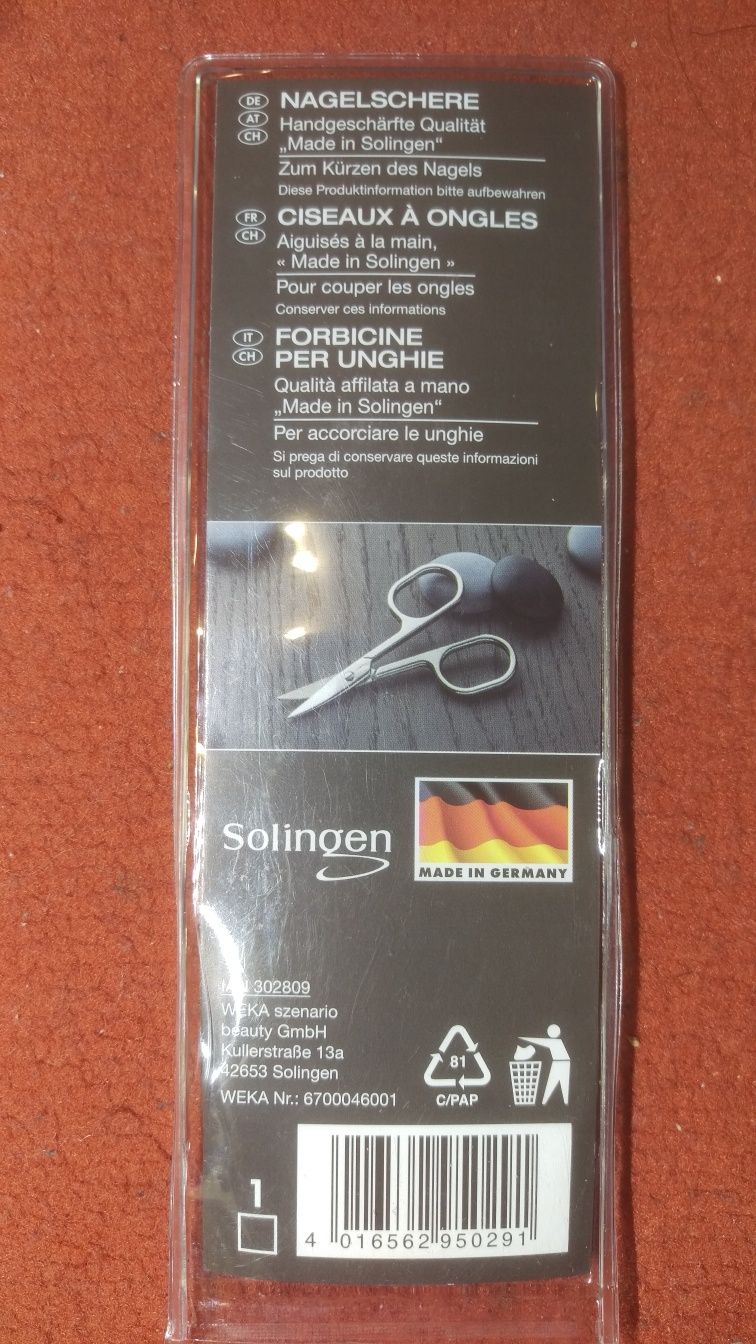 DE
AT
CH
NAGELSCHERE
Handgeschärfte Qualität
„Made in Solingen“
Zum Kürzen des Nagels
Diese Produktinformation bitte aufbewahren
FR
CH
CISEAUX À ONGLES
Aiguisés à la main,
« Made in Solingen »
Pour couper les ongles
Conserver ces informations
IT
CH
FORBICINE
PER UNGHIE
Qualità affilata a mano
„Made in Solingen“
Per accorciare le unghie
Si prega di conservare queste informazioni
sul prodotto
Solingen
MADE IN GERMANY
IAN 302809
WEKA szenario
beauty GmbH
Kullerstraße 13a
42653 Solingen
WEKA Nr.: 6700046001
81
C/PAP
1
4 016562 950291